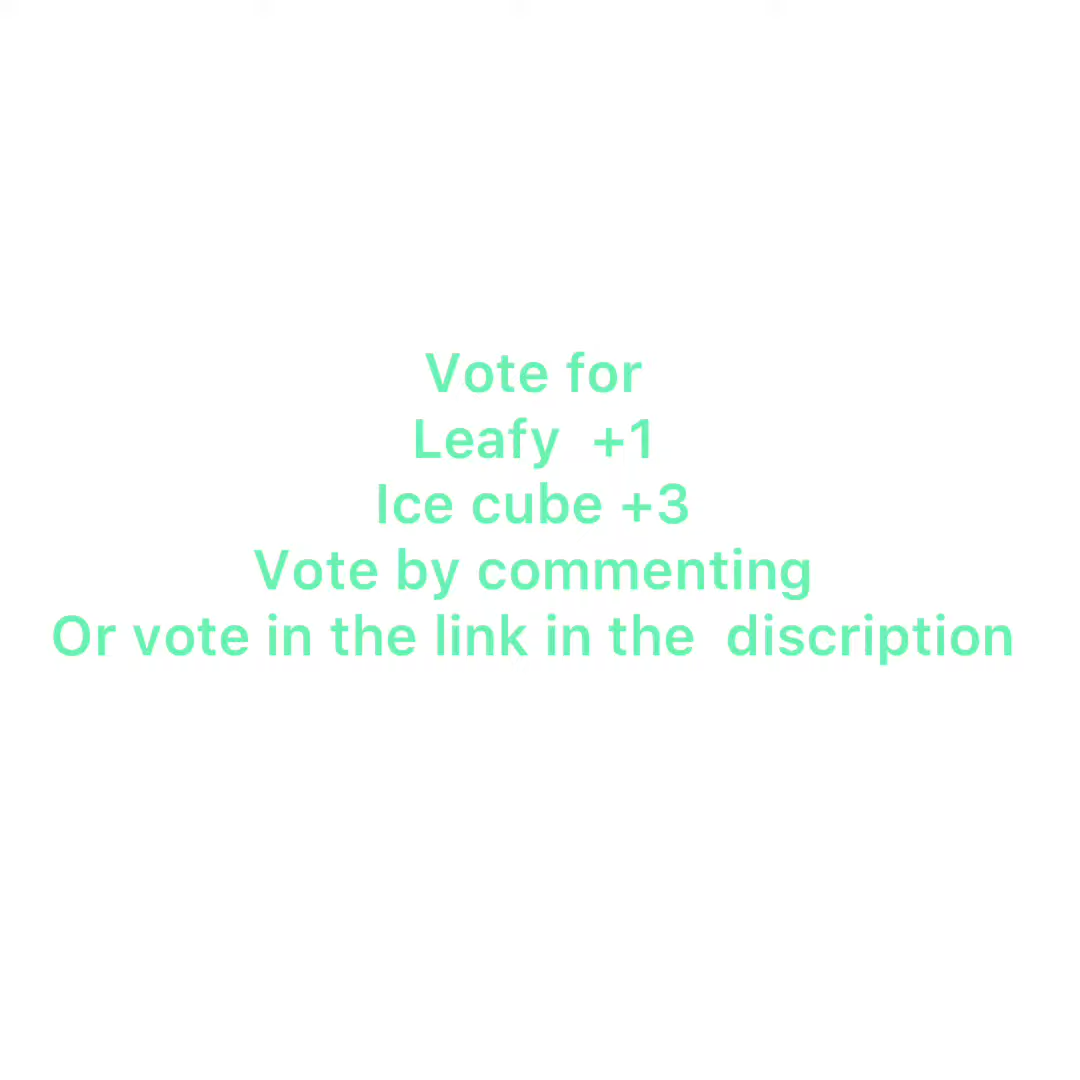 Vote for
Leafy  +1
Ice cube +3
Vote by commenting
Or vote in the link in the  discription